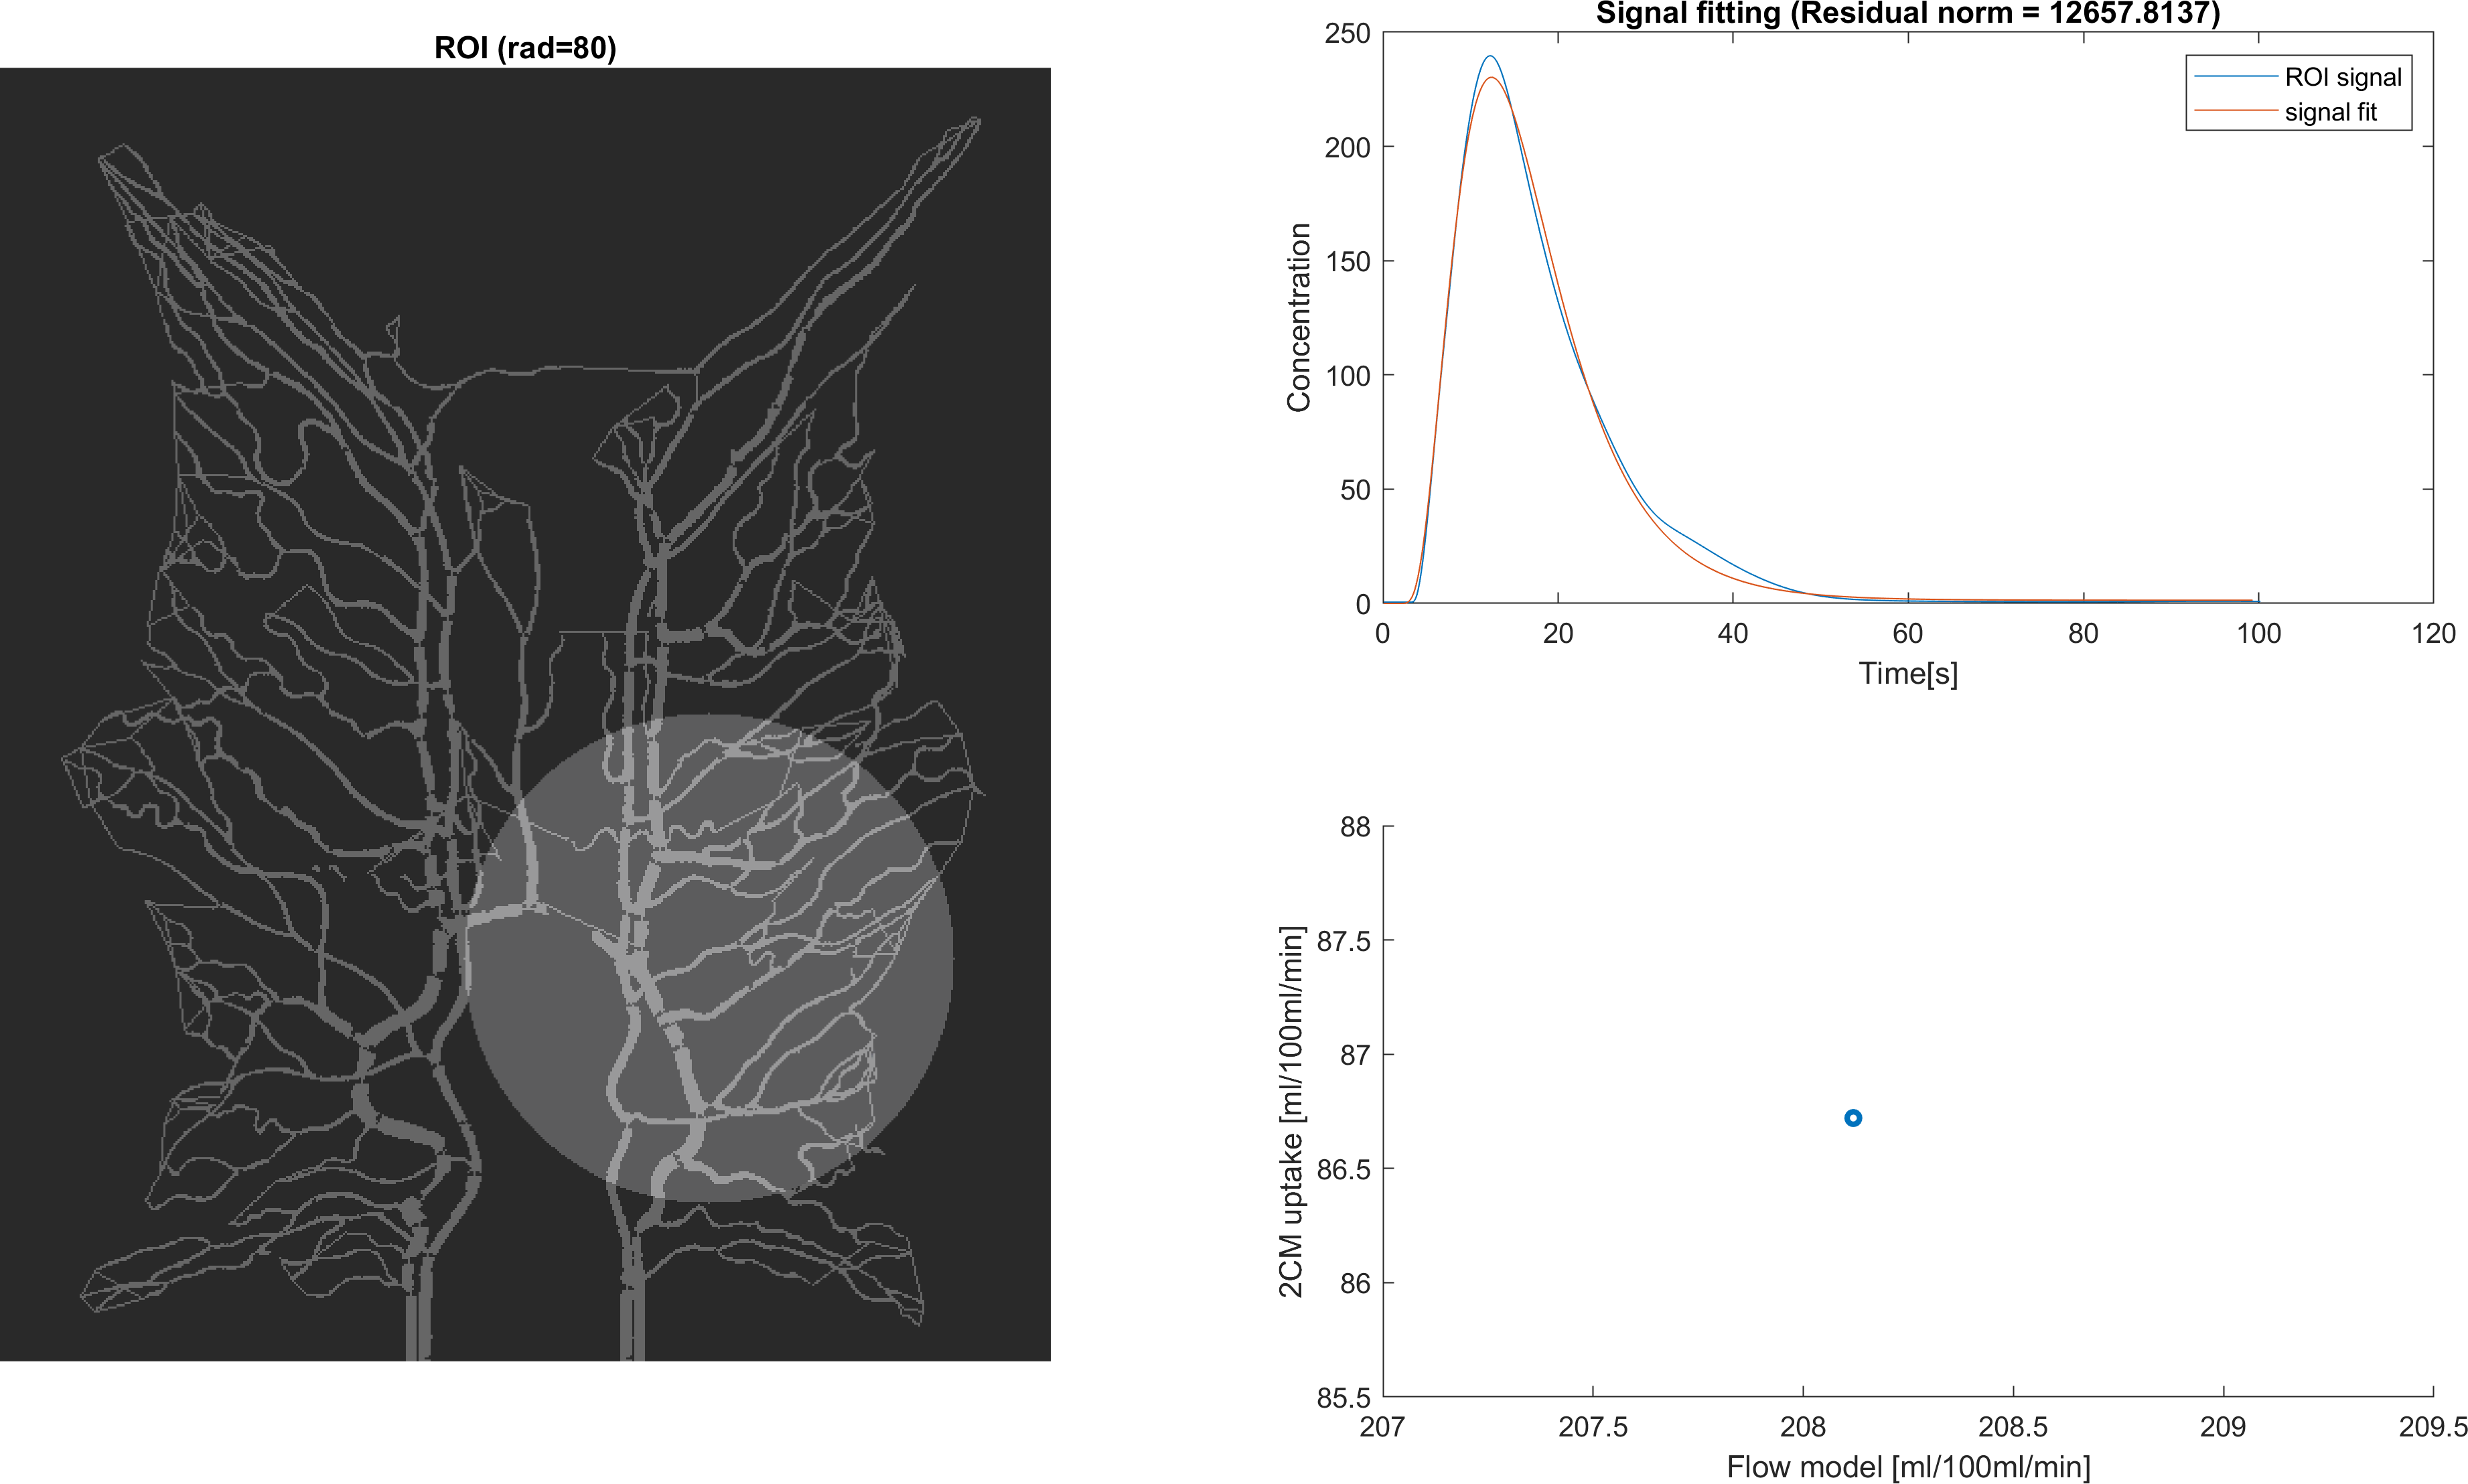 ROI (rad=80)
Signal fitting (Residual norm = 12657.8137)
250
200
150
100
50
0
Concentration
ROI signal
signal fit
0 20 40 60 80 100 120
Time[s]
88
87.5
87
86.5
86
85.5
2CM uptake [ml/100ml/min]
207 207.5 208 208.5 209 209.5
Flow model [ml/100ml/min]